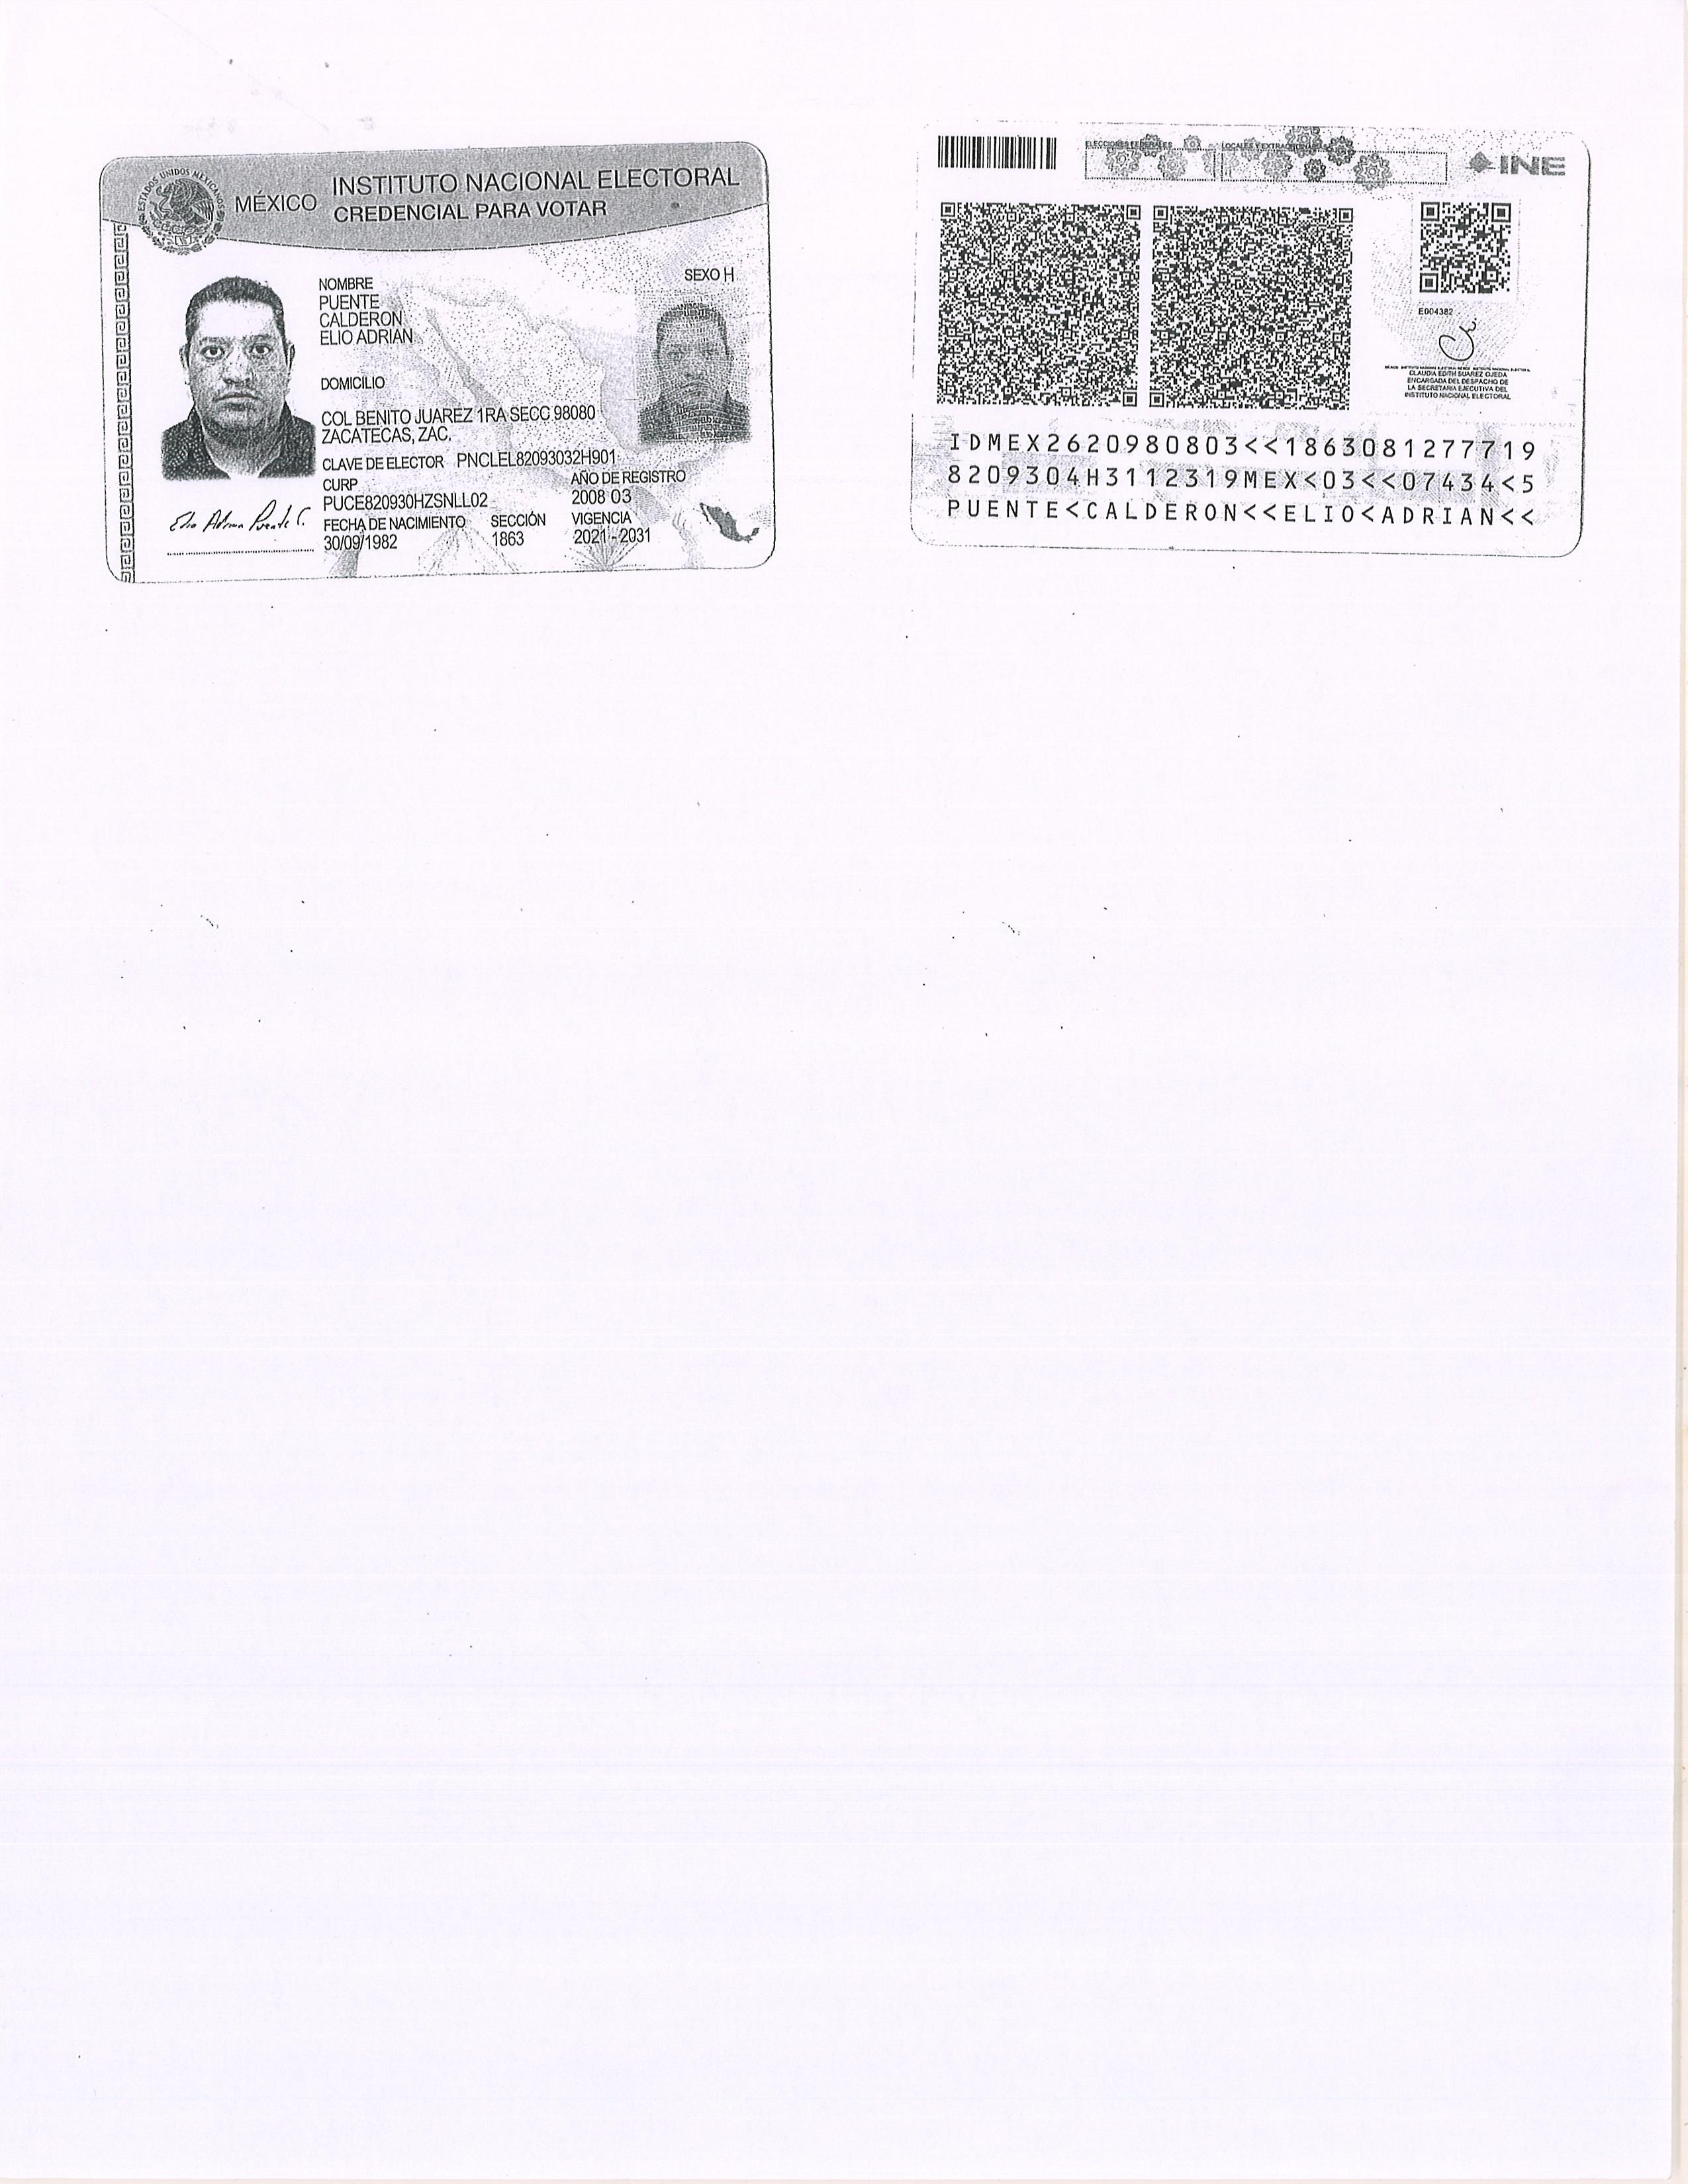 ESTADOS UNIDOS MEXICANOS
MÉXICO
INSTITUTO NACIONAL ELECTORAL
CREDENCIAL PARA VOTAR
SEXO H
NOMBRE
PUENTE
CALDERON
ELIO ADRIAN
DOMICILIO
COL BENITO JUAREZ 1RA SECC 98080
ZACATECAS, ZAC.
CLAVE DE ELECTOR PNCLEL82093032H901
CURP
PUCE820930HZSNLL02
AÑO DE REGISTRO
2008 03
FECHA DE NACIMIENTO
30/09/1982
SECCIÓN
1863
VIGENCIA
2021 - 2031
Elio Adrian Puente C.
ELECCIONES FEDERALES
LOCALES Y EXTRAORDINARIAS
INE
E004382
CLAUDIA EDITH SUAREZ OJEDA
ENCARGADA DEL DESPACHO DE
LA SECRETARIA EJECUTIVA DEL
INSTITUTO NACIONAL ELECTORAL
IDMEX2620980803<<1863081277719
8209304H3112319MEX<03<<07434<5
PUENTE<CALDERON<<ELIO<ADRIAN<<